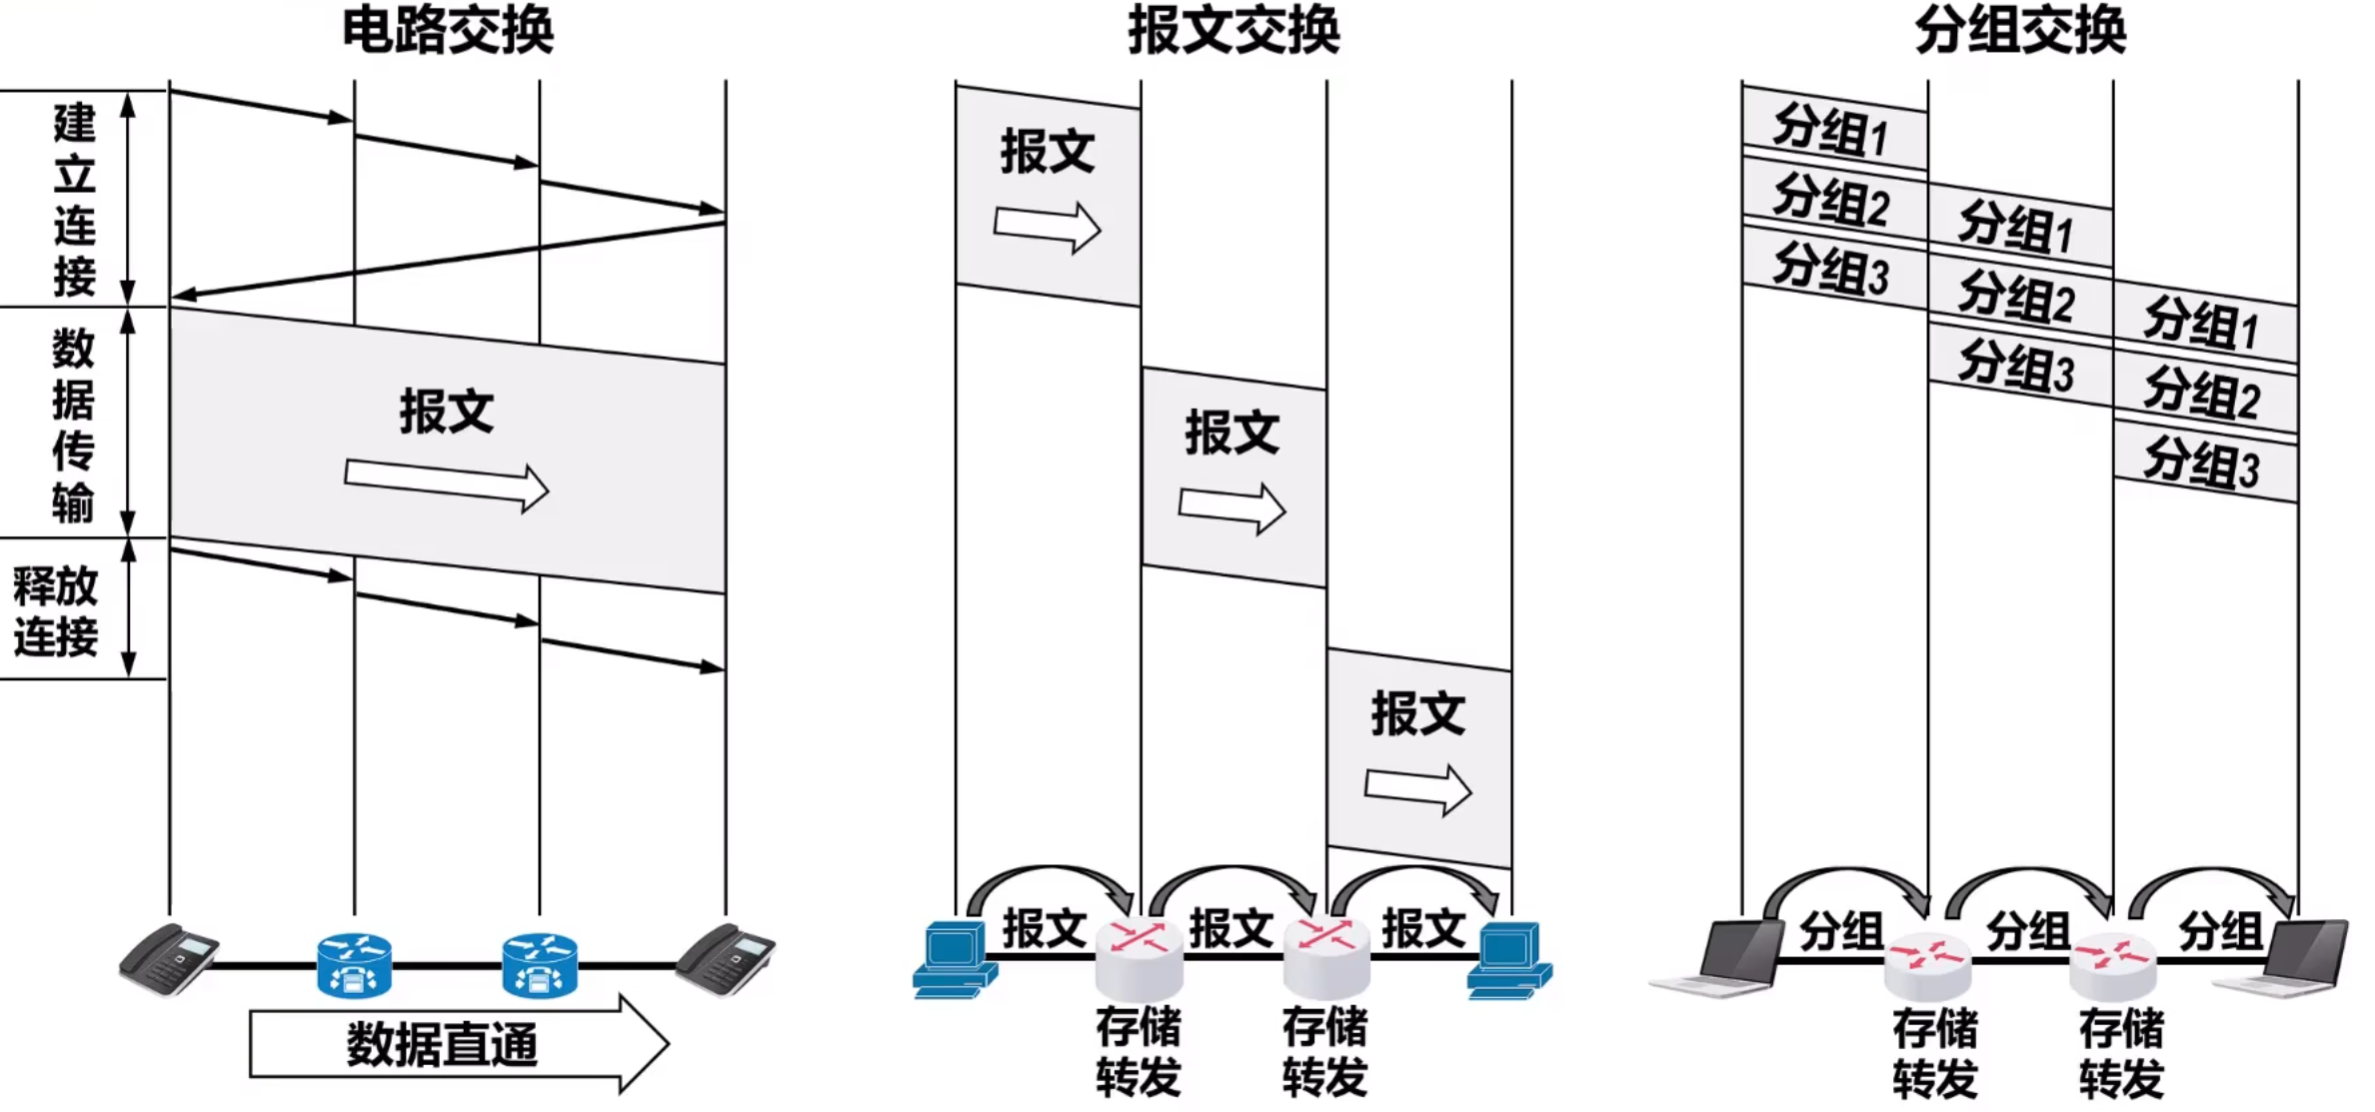 电路交换
建立连接
数据传输
释放
连接
报文
数据直通
报文交换
报文
报文
报文
报文
报文
报文
存储
转发
存储
转发
分组交换
分组1
分组2
分组1
分组3
分组2
分组1
分组3
分组2
分组3
分组
分组
分组
存储
转发
存储
转发